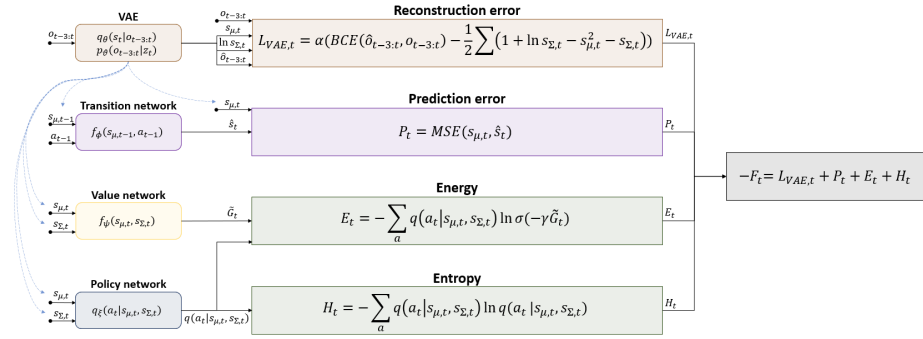 VAE
o_{t−3:t}
q_θ(s_t|o_{t−3:t})
p_θ(o_{t−3:t}|z_t)
o_{t−3:t}
s_{μ,t}
ln s_{Σ,t}
ô_{t−3:t}
Reconstruction error
L_{VAE,t} = α(BCE(ô_{t−3:t}, o_{t−3:t}) − 1/2 ∑(1 + ln s_{Σ,t} − s²_{μ,t} − s_{Σ,t}))
L_{VAE,t}
Transition network
s_{μ,t−1}
a_{t−1}
f_ϕ(s_{μ,t−1}, a_{t−1})
s_{μ,t}
ŝ_t
Prediction error
P_t = MSE(s_{μ,t}, ŝ_t)
P_t
−F_t = L_{VAE,t} + P_t + E_t + H_t
Value network
s_{μ,t}
s_{Σ,t}
f_ψ(s_{μ,t}, s_{Σ,t})
G̃_t
Energy
E_t = −∑_a q(a_t|s_{μ,t}, s_{Σ,t}) ln σ(−γG̃_t)
E_t
Policy network
s_{μ,t}
s_{Σ,t}
q_ξ(a_t|s_{μ,t}, s_{Σ,t})
q(a_t|s_{μ,t}, s_{Σ,t})
Entropy
H_t = −∑_a q(a_t|s_{μ,t}, s_{Σ,t}) ln q(a_t |s_{μ,t}, s_{Σ,t})
H_t